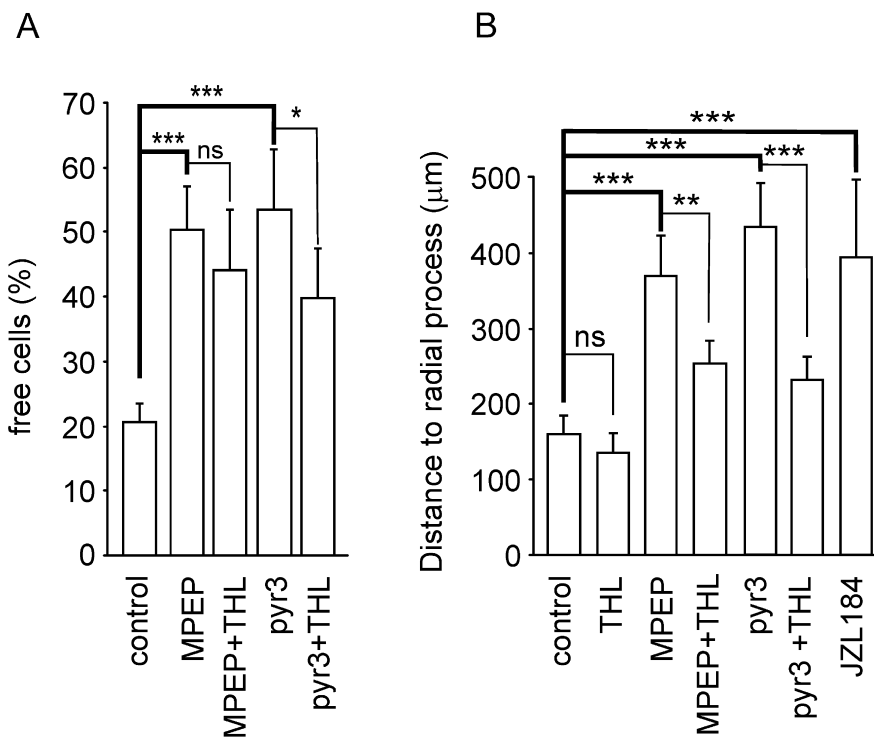 A
free cells (%)
70
60
50
40
30
20
10
0
***
***
ns
*
control
MPEP
MPEP+THL
pyr3
pyr3+THL
B
Distance to radial process (μm)
500
400
300
200
100
0
***
***
***
***
**
ns
control
THL
MPEP
MPEP+THL
pyr3
pyr3 +THL
JZL184